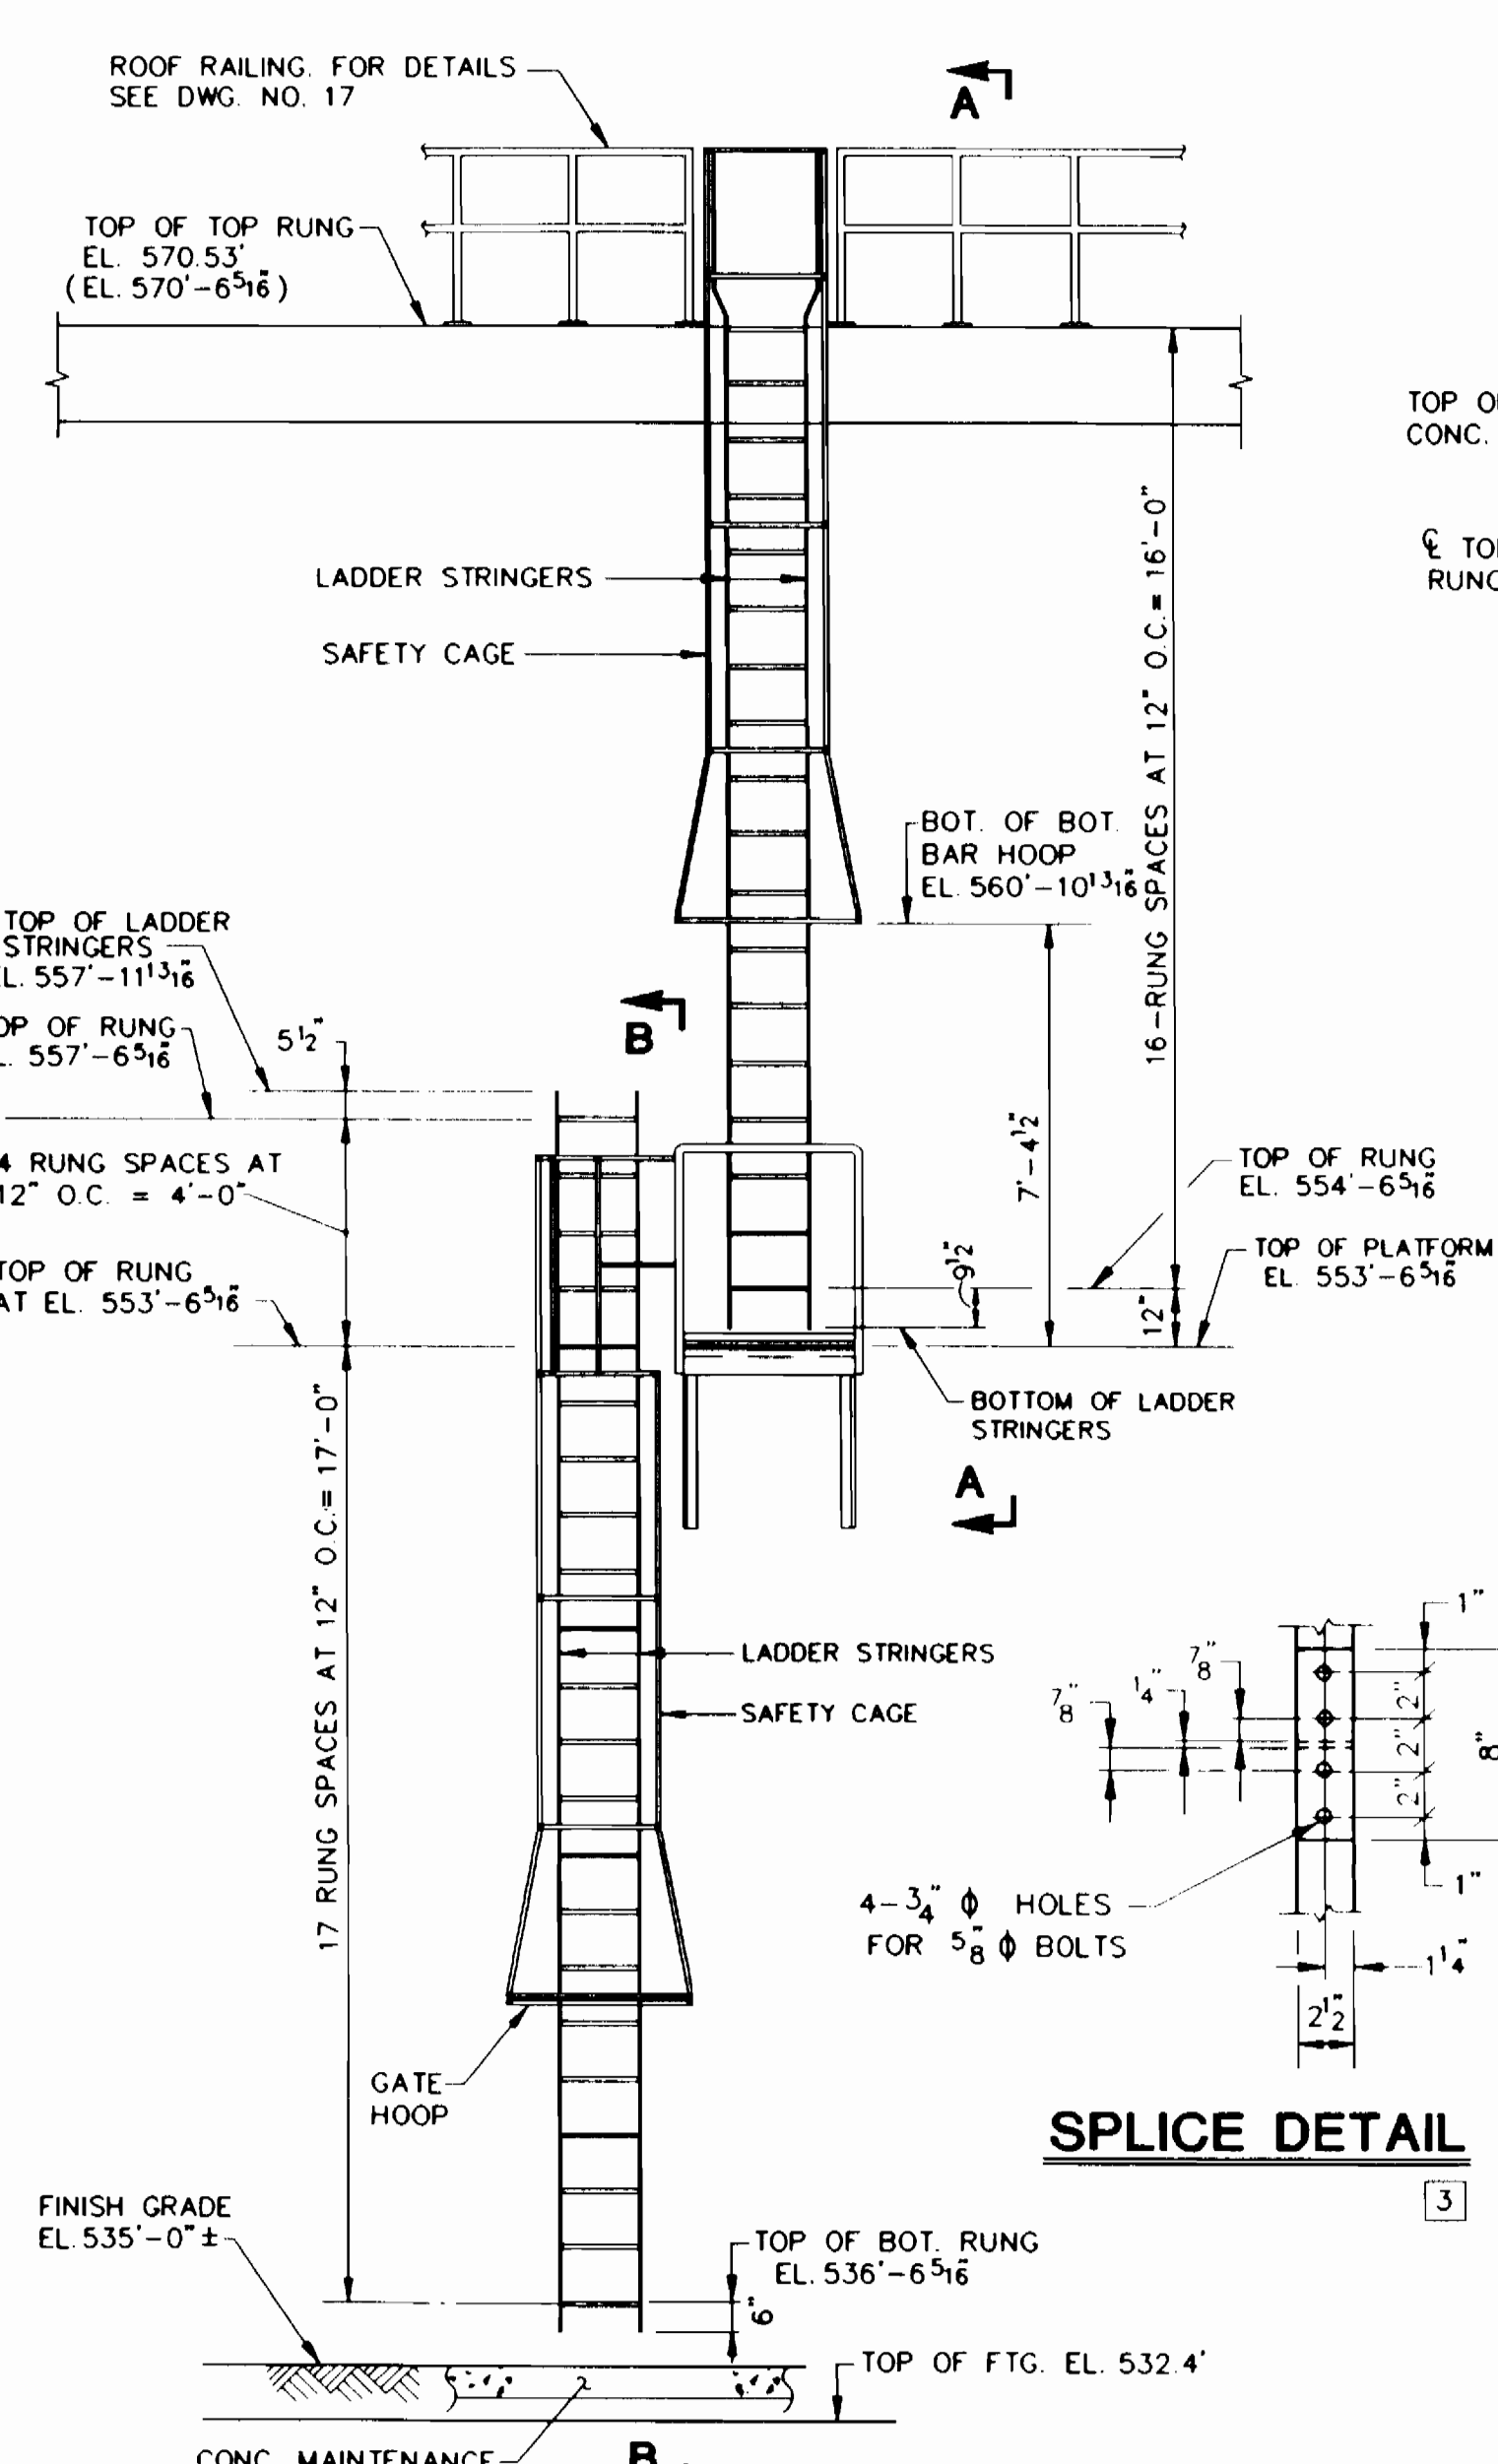 ROOF RAILING. FOR DETAILS
SEE DWG. NO. 17
A
TOP OF TOP RUNG
EL. 570.53'
(EL. 570'-6 5/16")
TOP O
CONC.
℄ TO
RUNG
LADDER STRINGERS
SAFETY CAGE
16-RUNG SPACES AT 12" O.C.= 16'-0"
BOT. OF BOT.
BAR HOOP
EL. 560'-10 13/16"
TOP OF LADDER
STRINGERS
EL. 557'-11 13/16"
OP OF RUNG
L. 557'-6 5/16"
5 1/2"
B
4 RUNG SPACES AT
12" O.C. = 4'-0"
TOP OF RUNG
AT EL. 553'-6 5/16"
7'-4 1/2"
9 1/2"
12"
TOP OF RUNG
EL. 554'-6 5/16"
TOP OF PLATFORM
EL. 553'-6 5/16"
BOTTOM OF LADDER
STRINGERS
A
17 RUNG SPACES AT 12" O.C.= 17'-0"
LADDER STRINGERS
SAFETY CAGE
7/8"
1/4"
7/8"
1"
2"
2"
2"
8"
1"
4-3/4" ϕ HOLES
FOR 5/8" ϕ BOLTS
1 1/4"
2 1/2"
SPLICE DETAIL
3
GATE
HOOP
FINISH GRADE
EL. 535'-0" ±
TOP OF BOT. RUNG
EL. 536'-6 5/16"
6"
TOP OF FTG. EL. 532.4'
CONC. MAINTENANCE
B